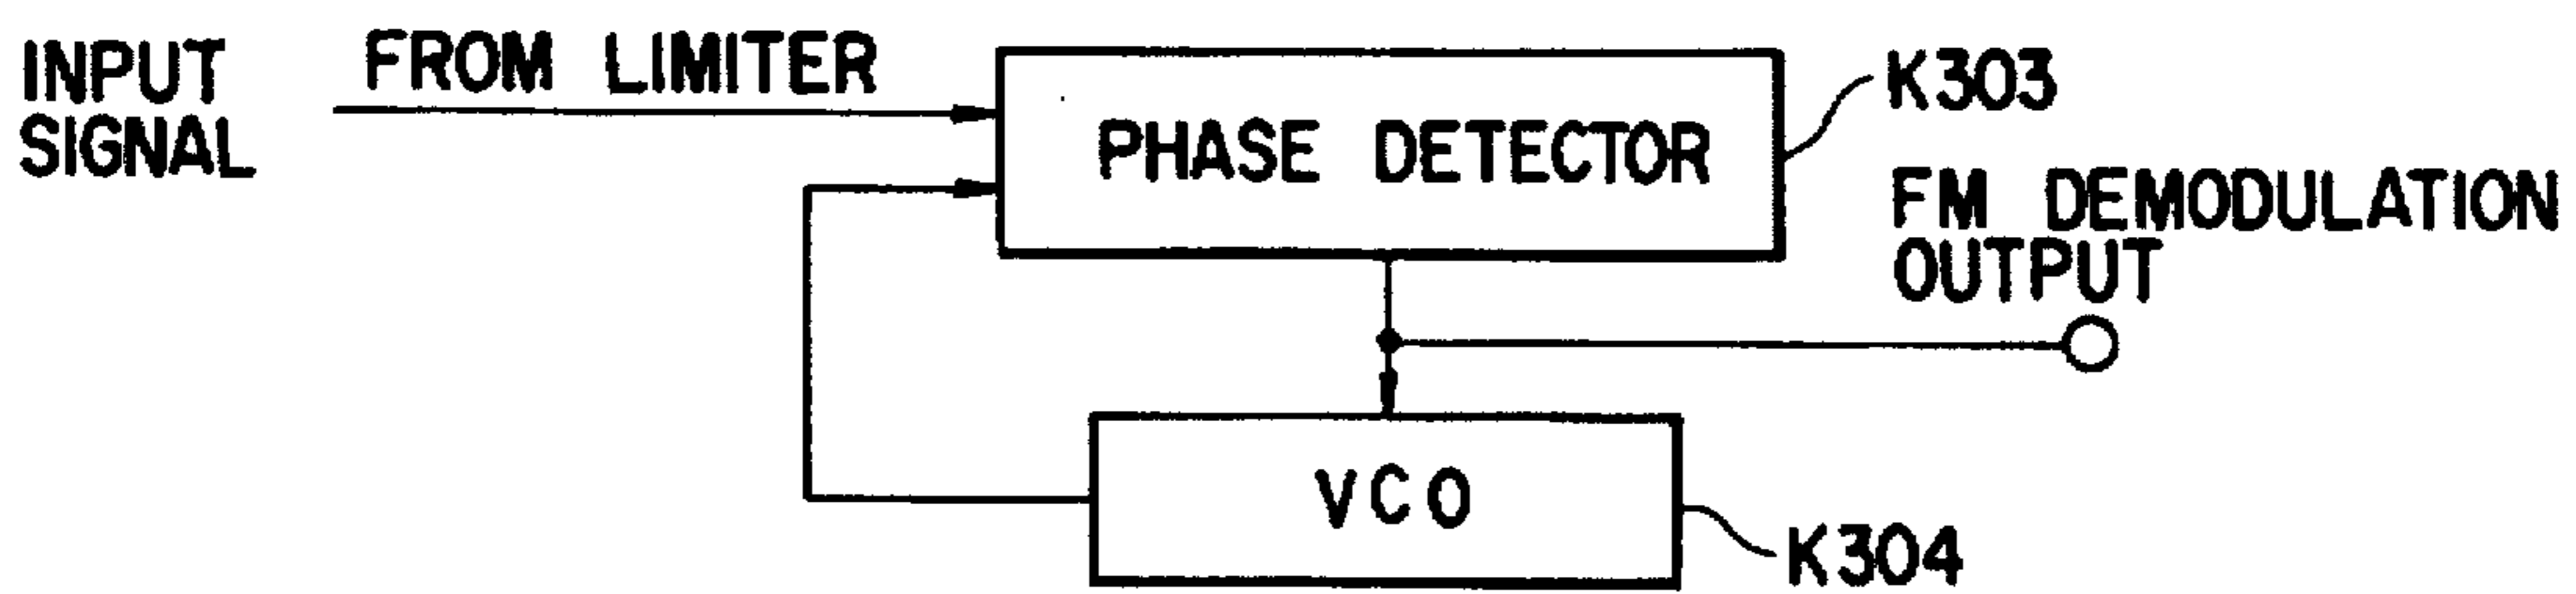 INPUT
SIGNAL
FROM LIMITER
PHASE DETECTOR
K303
FM DEMODULATION
OUTPUT
VCO
K304